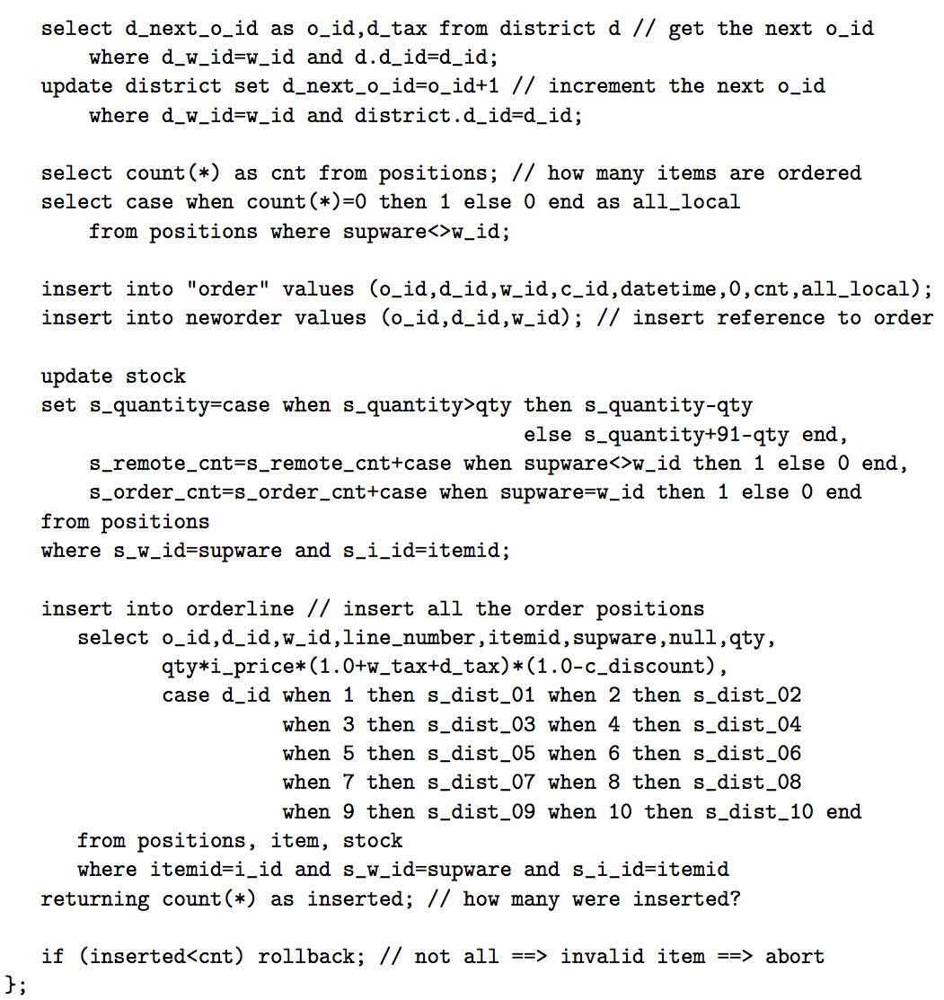 select d_next_o_id as o_id,d_tax from district d // get the next o_id
    where d_w_id=w_id and d.d_id=d_id;
update district set d_next_o_id=o_id+1 // increment the next o_id
    where d_w_id=w_id and district.d_id=d_id;

select count(*) as cnt from positions; // how many items are ordered
select case when count(*)=0 then 1 else 0 end as all_local
    from positions where supware<>w_id;

insert into "order" values (o_id,d_id,w_id,c_id,datetime,0,cnt,all_local);
insert into neworder values (o_id,d_id,w_id); // insert reference to order

update stock
set s_quantity=case when s_quantity>qty then s_quantity-qty
                                        else s_quantity+91-qty end,
    s_remote_cnt=s_remote_cnt+case when supware<>w_id then 1 else 0 end,
    s_order_cnt=s_order_cnt+case when supware=w_id then 1 else 0 end
from positions
where s_w_id=supware and s_i_id=itemid;

insert into orderline // insert all the order positions
   select o_id,d_id,w_id,line_number,itemid,supware,null,qty,
          qty*i_price*(1.0+w_tax+d_tax)*(1.0-c_discount),
          case d_id when 1 then s_dist_01 when 2 then s_dist_02
                    when 3 then s_dist_03 when 4 then s_dist_04
                    when 5 then s_dist_05 when 6 then s_dist_06
                    when 7 then s_dist_07 when 8 then s_dist_08
                    when 9 then s_dist_09 when 10 then s_dist_10 end
   from positions, item, stock
   where itemid=i_id and s_w_id=supware and s_i_id=itemid
returning count(*) as inserted; // how many were inserted?

if (inserted<cnt) rollback; // not all ==> invalid item ==> abort
};